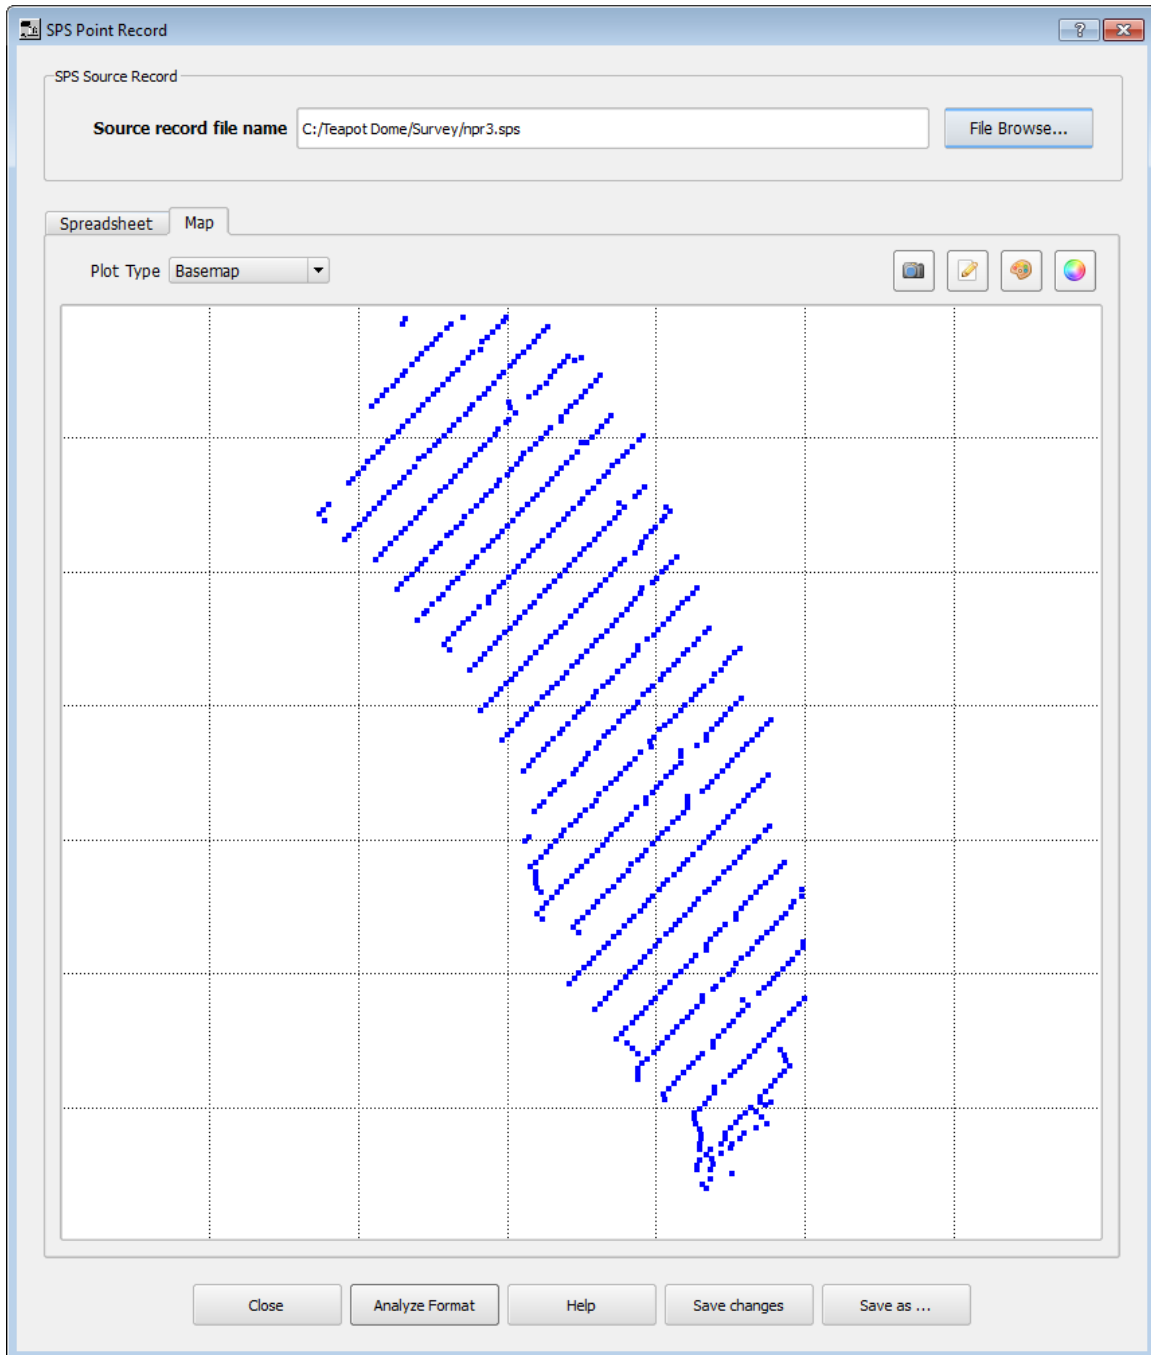 SPS Point Record
SPS Source Record
Source record file name C:/Teapot Dome/Survey/npr3.sps File Browse...
Spreadsheet Map
Plot Type Basemap
Close Analyze Format Help Save changes Save as ...